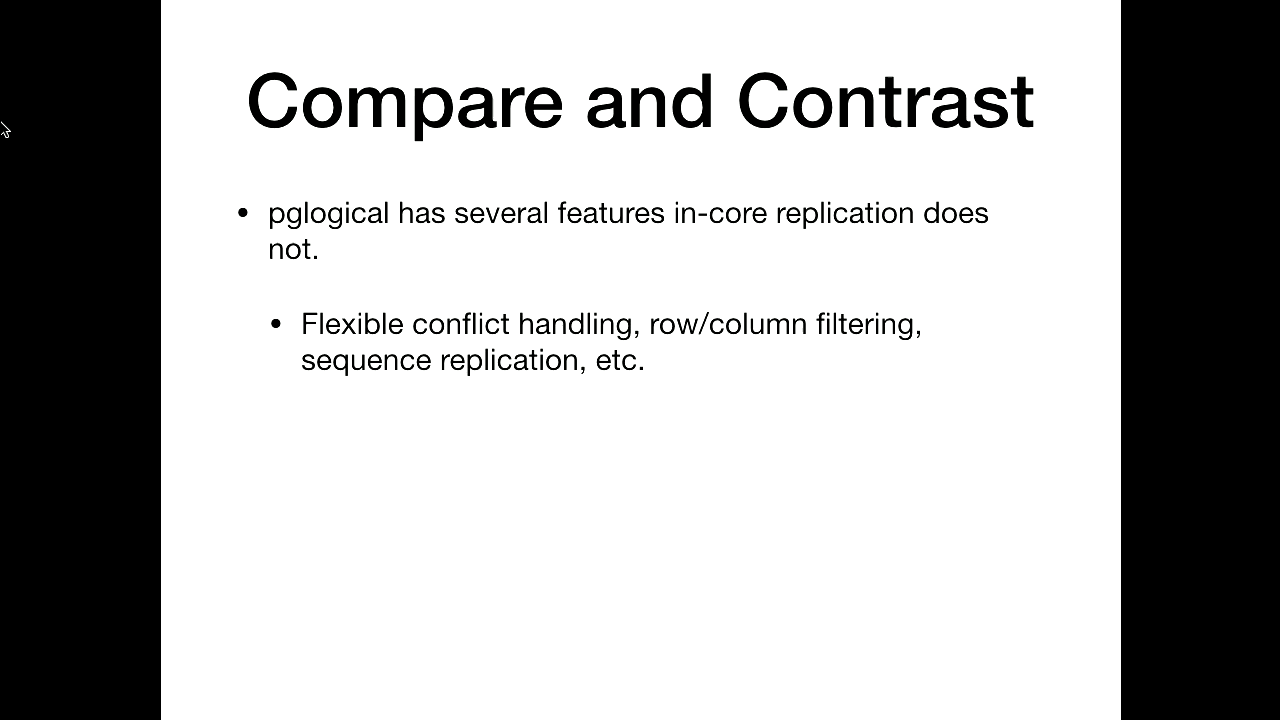 Compare and Contrast
• pglogical has several features in-core replication does
not.
• Flexible conflict handling, row/column filtering,
sequence replication, etc.